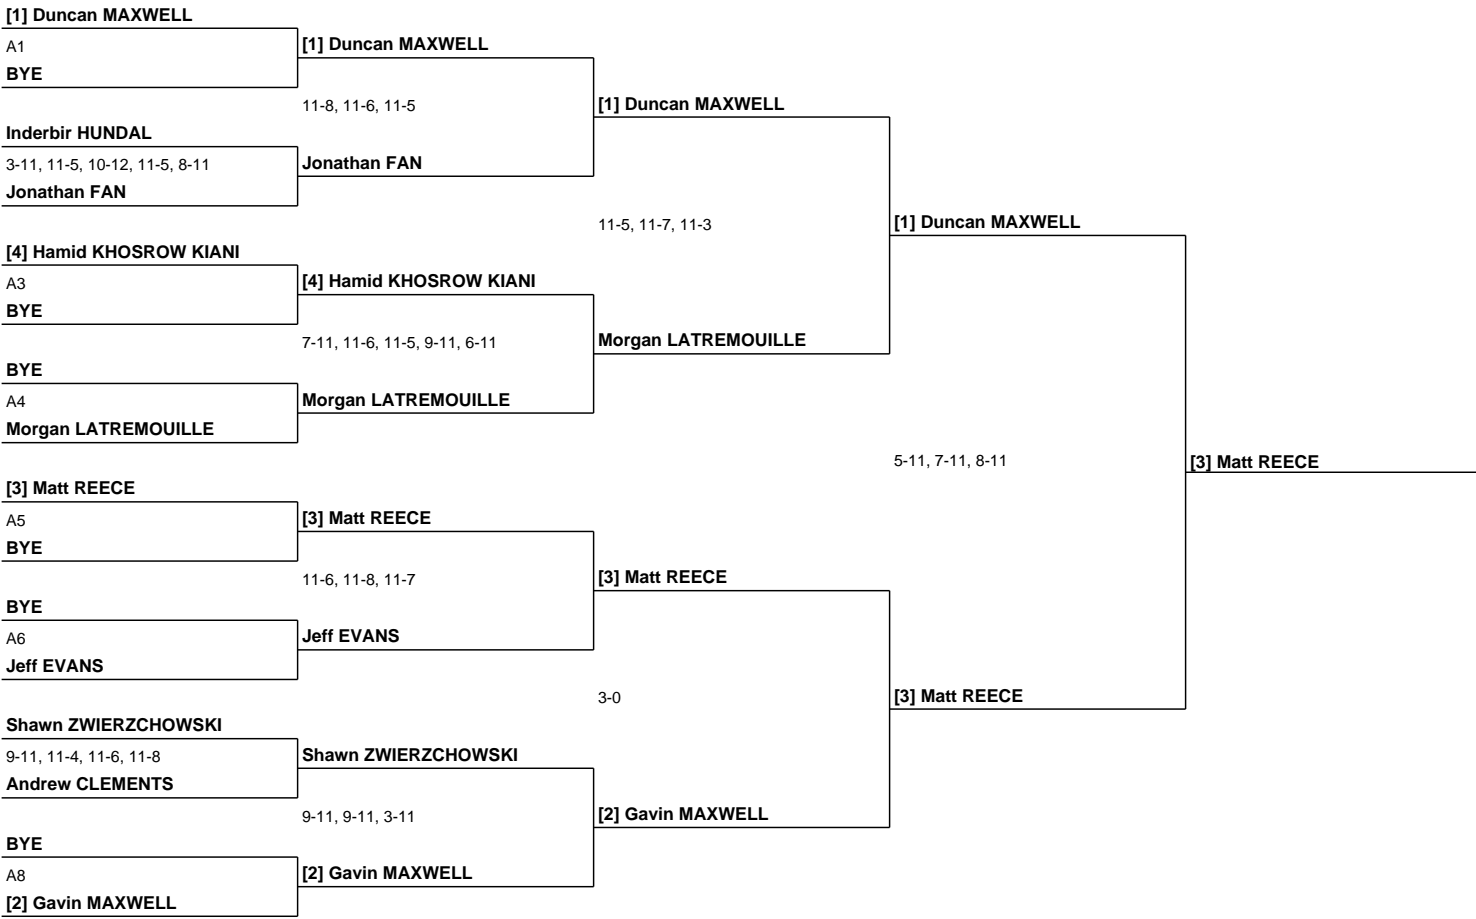 [1] Duncan MAXWELL
A1
BYE
Inderbir HUNDAL
3-11, 11-5, 10-12, 11-5, 8-11
Jonathan FAN
[4] Hamid KHOSROW KIANI
A3
BYE
BYE
A4
Morgan LATREMOUILLE
[3] Matt REECE
A5
BYE
BYE
A6
Jeff EVANS
Shawn ZWIERZCHOWSKI
9-11, 11-4, 11-6, 11-8
Andrew CLEMENTS
BYE
A8
[2] Gavin MAXWELL
[1] Duncan MAXWELL
11-8, 11-6, 11-5
Jonathan FAN
[4] Hamid KHOSROW KIANI
7-11, 11-6, 11-5, 9-11, 6-11
Morgan LATREMOUILLE
[3] Matt REECE
11-6, 11-8, 11-7
Jeff EVANS
Shawn ZWIERZCHOWSKI
9-11, 9-11, 3-11
[2] Gavin MAXWELL
[1] Duncan MAXWELL
11-5, 11-7, 11-3
Morgan LATREMOUILLE
[3] Matt REECE
3-0
[2] Gavin MAXWELL
[1] Duncan MAXWELL
5-11, 7-11, 8-11
[3] Matt REECE
[3] Matt REECE